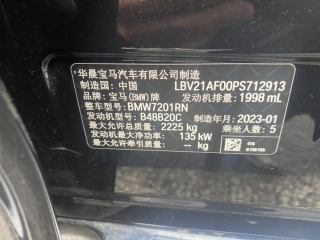 华晨宝马汽车有限公司制造
制造国：中国 LBV21AF00PS712913
品牌：宝马(BMW)牌 发动机排量：1998 mL
整车型号：BMW7201RN
发动机型号：B48B20C 制造年月：2023-01
最大允许总质量：2225 kg 乘坐人数：5
发动机最大净功率：135 kW
最大允许牵引质量：-- kg